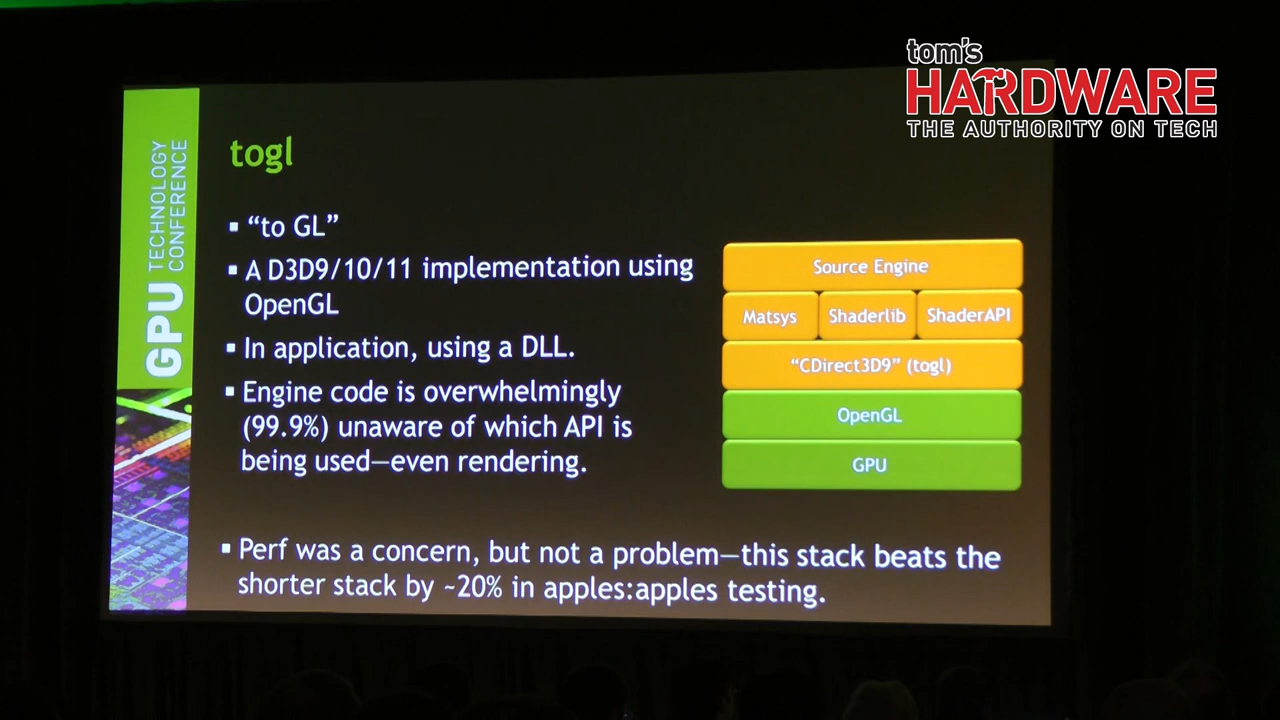 tom's
HARDWARE
THE AUTHORITY ON TECH
GPU TECHNOLOGY
CONFERENCE
togl
▪ “to GL”
▪ A D3D9/10/11 implementation using
OpenGL
▪ In application, using a DLL.
▪ Engine code is overwhelmingly
(99.9%) unaware of which API is
being used—even rendering.
Source Engine
Matsys Shaderlib ShaderAPI
“CDirect3D9” (togl)
OpenGL
GPU
▪ Perf was a concern, but not a problem—this stack beats the
shorter stack by ~20% in apples:apples testing.